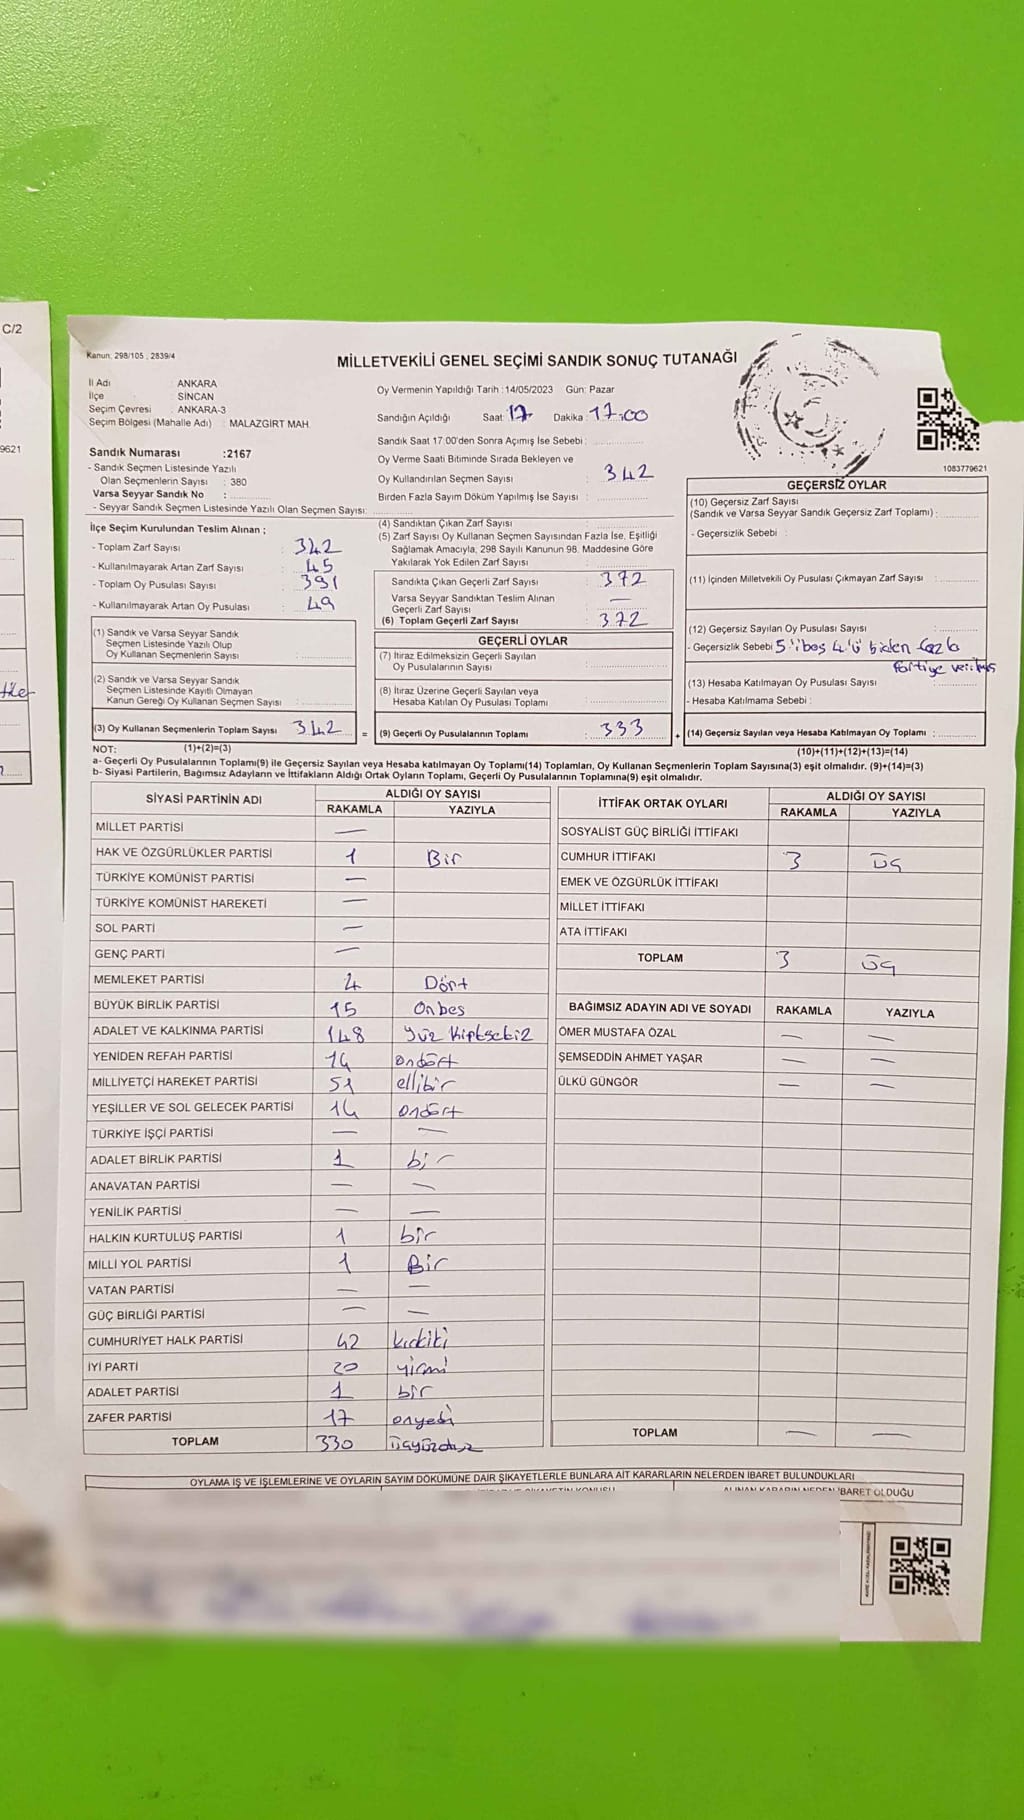 C/2
9621
Kanun; 298/105 , 2839/4
MİLLETVEKİLİ GENEL SEÇİMİ SANDIK SONUÇ TUTANAĞI
İl Adı : ANKARA
İlçe : SİNCAN
Seçim Çevresi : ANKARA-3
Seçim Bölgesi (Mahalle Adı) : MALAZGİRT MAH.
Sandık Numarası :2167
- Sandık Seçmen Listesinde Yazılı
Olan Seçmenlerin Sayısı : 380
Varsa Seyyar Sandık No :
- Seyyar Sandık Seçmen Listesinde Yazılı Olan Seçmen Sayısı:
Oy Vermenin Yapıldığı Tarih :14/05/2023 Gün: Pazar
Sandığın Açıldığı Saat: 17 Dakika : 17:00
Sandık Saat 17:00'den Sonra Açımış İse Sebebi :
Oy Verme Saati Bitiminde Sırada Bekleyen ve
Oy Kullandırılan Seçmen Sayısı : 342
Birden Fazla Sayım Döküm Yapılmış İse Sayısı :
1083779621
İlçe Seçim Kurulundan Teslim Alınan ;
- Toplam Zarf Sayısı : 342
- Kullanılmayarak Artan Zarf Sayısı : 45
- Toplam Oy Pusulası Sayısı : 391
- Kullanılmayarak Artan Oy Pusulası : 49
(1) Sandık ve Varsa Seyyar Sandık
Seçmen Listesinde Yazılı Olup
Oy Kullanan Seçmenlerin Sayısı :
(2) Sandık ve Varsa Seyyar Sandık
Seçmen Listesinde Kayıtlı Olmayan
Kanun Gereği Oy Kullanan Seçmen Sayısı :
(3) Oy Kullanan Seçmenlerin Toplam Sayısı : 342
(1)+(2)=(3)
(4) Sandıktan Çıkan Zarf Sayısı :
(5) Zarf Sayısı Oy Kullanan Seçmen Sayısından Fazla İse, Eşitliği
Sağlamak Amacıyla, 298 Sayılı Kanunun 98. Maddesine Göre
Yakılarak Yok Edilen Zarf Sayısı :
Sandıkta Çıkan Geçerli Zarf Sayısı : 372
Varsa Seyyar Sandıktan Teslim Alınan
Geçerli Zarf Sayısı : —
(6) Toplam Geçerli Zarf Sayısı : 372
GEÇERLİ OYLAR
(7) İtiraz Edilmeksizin Geçerli Sayılan
Oy Pusulalarının Sayısı :
(8) İtiraz Üzerine Geçerli Sayılan veya
Hesaba Katılan Oy Pusulası Toplamı :
= (9) Geçerli Oy Pusulalarının Toplamı : 333
GEÇERSİZ OYLAR
(10) Geçersiz Zarf Sayısı
(Sandık ve Varsa Seyyar Sandık Geçersiz Zarf Toplamı) :
- Geçersizlik Sebebi :
(11) İçinden Milletvekili Oy Pusulası Çıkmayan Zarf Sayısı :
(12) Geçersiz Sayılan Oy Pusulası Sayısı :
- Geçersizlik Sebebi : 5'i boş 4'ü birden fazla
Partiye verilmiş
(13) Hesaba Katılmayan Oy Pusulası Sayısı :
- Hesaba Katılmama Sebebi :
+ (14) Geçersiz Sayılan veya Hesaba Katılmayan Oy Toplamı :
(10)+(11)+(12)+(13)=(14)
NOT:
a- Geçerli Oy Pusulalarının Toplamı(9) ile Geçersiz Sayılan veya Hesaba katılmayan Oy Toplamı(14) Toplamları, Oy Kullanan Seçmenlerin Toplam Sayısına(3) eşit olmalıdır. (9)+(14)=(3)
b- Siyasi Partilerin, Bağımsız Adayların ve İttifakların Aldığı Ortak Oyların Toplamı, Geçerli Oy Pusulalarının Toplamına(9) eşit olmalıdır.
SİYASİ PARTİNİN ADI ALDIĞI OY SAYISI
RAKAMLA YAZIYLA
MİLLET PARTİSİ —
HAK VE ÖZGÜRLÜKLER PARTİSİ 1 Bir
TÜRKİYE KOMÜNİST PARTİSİ —
TÜRKİYE KOMÜNİST HAREKETİ —
SOL PARTİ —
GENÇ PARTİ —
MEMLEKET PARTİSİ 4 Dört
BÜYÜK BİRLİK PARTİSİ 15 Onbeş
ADALET VE KALKINMA PARTİSİ 148 Yüz kırksekiz
YENİDEN REFAH PARTİSİ 14 ondört
MİLLİYETÇİ HAREKET PARTİSİ 51 ellibir
YEŞİLLER VE SOL GELECEK PARTİSİ 14 ondört
TÜRKİYE İŞÇİ PARTİSİ — —
ADALET BİRLİK PARTİSİ 1 bir
ANAVATAN PARTİSİ — —
YENİLİK PARTİSİ — —
HALKIN KURTULUŞ PARTİSİ 1 bir
MİLLİ YOL PARTİSİ 1 Bir
VATAN PARTİSİ — —
GÜÇ BİRLİĞİ PARTİSİ — —
CUMHURİYET HALK PARTİSİ 42 kırkiki
İYİ PARTİ 20 yirmi
ADALET PARTİSİ 1 bir
ZAFER PARTİSİ 17 onyedi
TOPLAM 330 üçyüzotuz
İTTİFAK ORTAK OYLARI ALDIĞI OY SAYISI
RAKAMLA YAZIYLA
SOSYALİST GÜÇ BİRLİĞİ İTTİFAKI
CUMHUR İTTİFAKI 3 üç
EMEK VE ÖZGÜRLÜK İTTİFAKI
MİLLET İTTİFAKI
ATA İTTİFAKI
TOPLAM 3 üç
BAĞIMSIZ ADAYIN ADI VE SOYADI RAKAMLA YAZIYLA
ÖMER MUSTAFA ÖZAL — —
ŞEMSEDDİN AHMET YAŞAR — —
ÜLKÜ GÜNGÖR — —
TOPLAM — —
OYLAMA İŞ VE İŞLEMLERİNE VE OYLARIN SAYIM DÖKÜMÜNE DAİR ŞİKAYETLERLE BUNLARA AİT KARARLARIN NELERDEN İBARET BULUNDUKLARI
ALINAN KARARIN NEDEN İBARET OLDUĞU